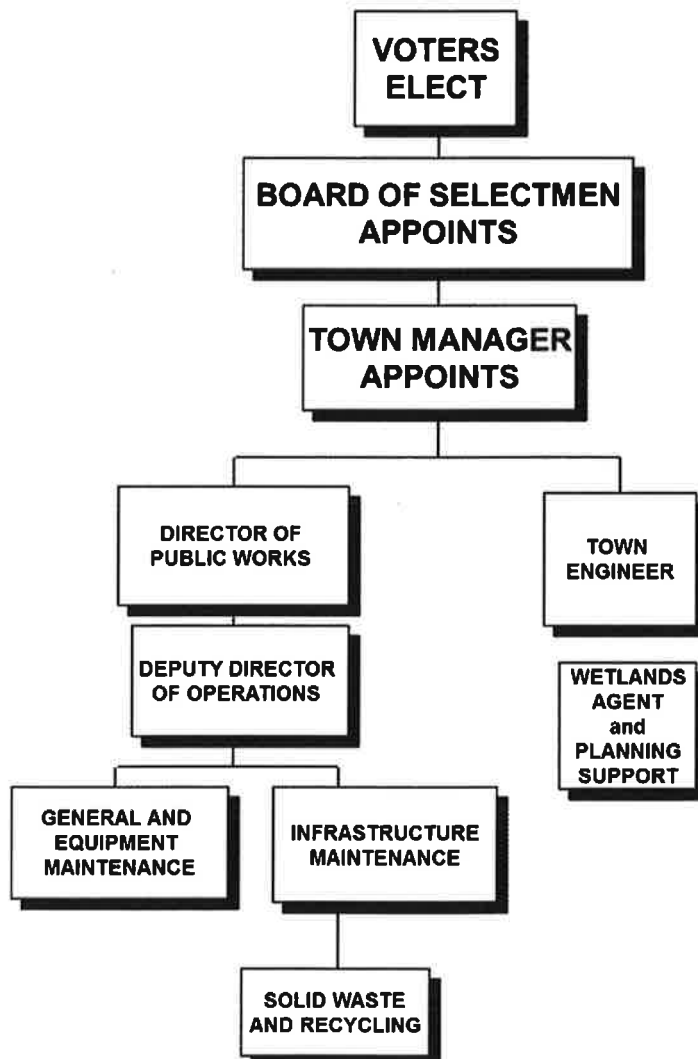 VOTERS
ELECT
BOARD OF SELECTMEN
APPOINTS
TOWN MANAGER
APPOINTS
DIRECTOR OF
PUBLIC WORKS
TOWN
ENGINEER
DEPUTY DIRECTOR
OF OPERATIONS
WETLANDS
AGENT
and
PLANNING
SUPPORT
GENERAL AND
EQUIPMENT
MAINTENANCE
INFRASTRUCTURE
MAINTENANCE
SOLID WASTE
AND RECYCLING